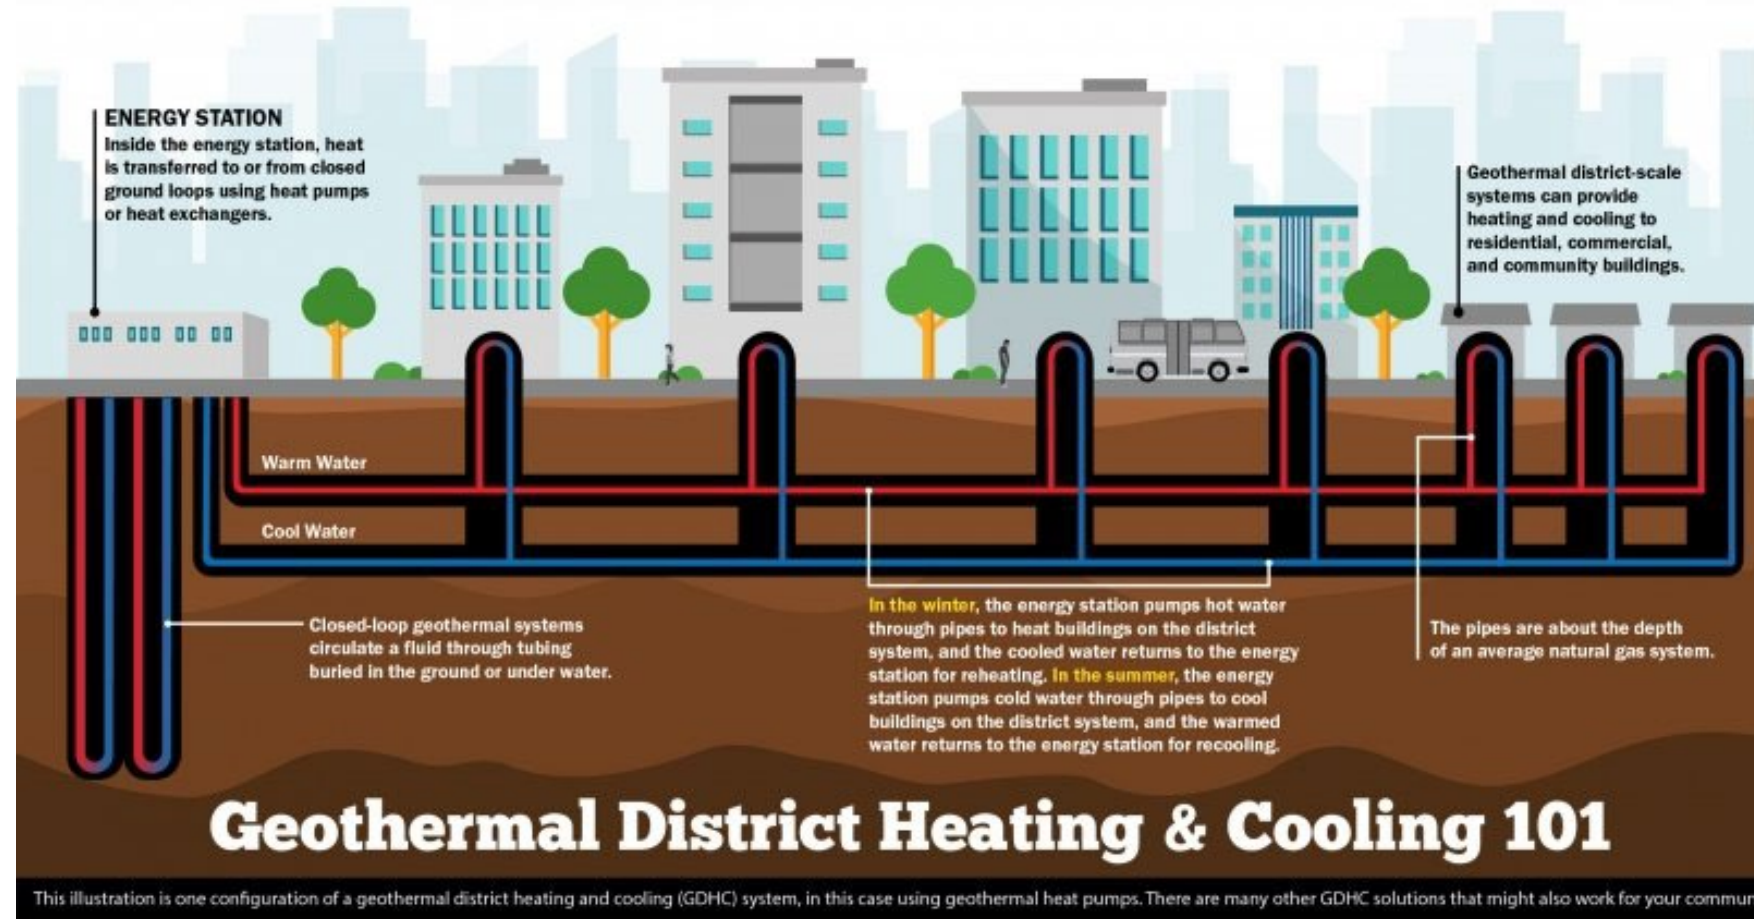 ENERGY STATION
Inside the energy station, heat
is transferred to or from closed
ground loops using heat pumps
or heat exchangers.
Geothermal district-scale
systems can provide
heating and cooling to
residential, commercial,
and community buildings.
Warm Water
Cool Water
Closed-loop geothermal systems
circulate a fluid through tubing
buried in the ground or under water.
In the winter, the energy station pumps hot water
through pipes to heat buildings on the district
system, and the cooled water returns to the energy
station for reheating. In the summer, the energy
station pumps cold water through pipes to cool
buildings on the district system, and the warmed
water returns to the energy station for recooling.
The pipes are about the depth
of an average natural gas system.
Geothermal District Heating & Cooling 101
This illustration is one configuration of a geothermal district heating and cooling (GDHC) system, in this case using geothermal heat pumps. There are many other GDHC solutions that might also work for your